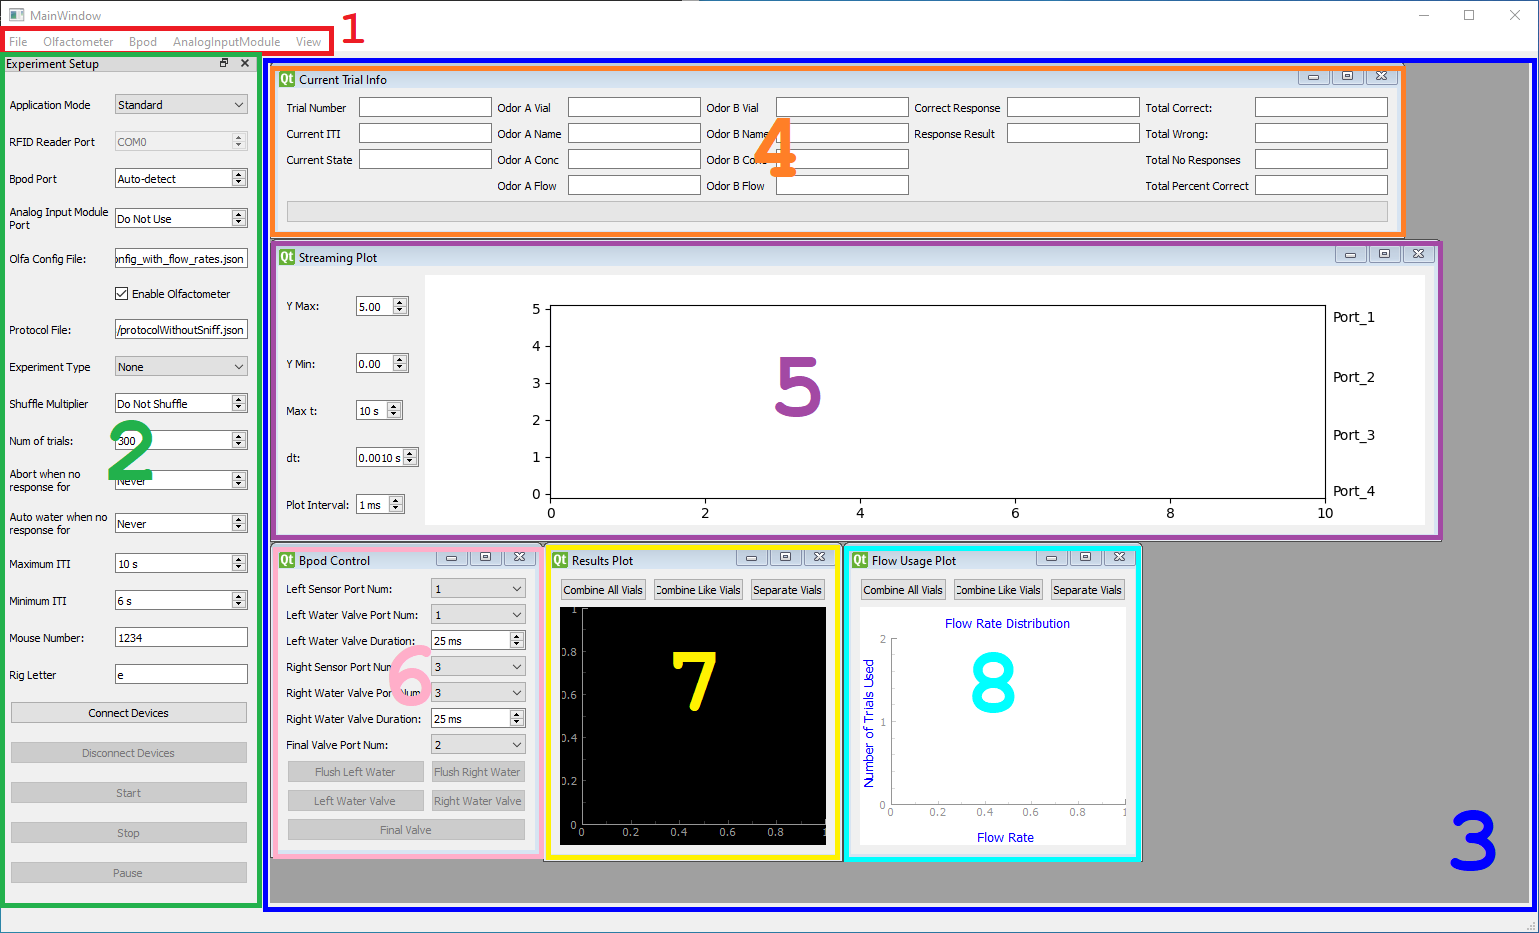 MainWindow
File Olfactometer Bpod AnalogInputModule View
1
Experiment Setup
Application Mode Standard
RFID Reader Port COM0
Bpod Port Auto-detect
Analog Input Module
Port
Do Not Use
Olfa Config File: onfig_with_flow_rates.json
Enable Olfactometer
Protocol File: /protocolWithoutSniff.json
Experiment Type None
Shuffle Multiplier Do Not Shuffle
Num of trials: 300
2
Abort when no
response for
Never
Auto water when no
response for
Never
Maximum ITI 10 s
Minimum ITI 6 s
Mouse Number: 1234
Rig Letter e
Connect Devices
Disconnect Devices
Start
Stop
Pause
3
Qt Current Trial Info
Trial Number Odor A Vial Odor B Vial Correct Response Total Correct:
Current ITI Odor A Name Odor B Name Response Result Total Wrong:
Current State Odor A Conc Odor B Conc Total No Responses
Odor A Flow Odor B Flow Total Percent Correct
4
Qt Streaming Plot
Y Max: 5.00
Y Min: 0.00
Max t: 10 s
dt: 0.0010 s
Plot Interval: 1 ms
5
4
3
2
1
0
0 2 4 6 8 10
Port_1
Port_2
Port_3
Port_4
5
Qt Bpod Control
Left Sensor Port Num: 1
Left Water Valve Port Num: 1
Left Water Valve Duration: 25 ms
Right Sensor Port Num: 3
Right Water Valve Port Num: 3
Right Water Valve Duration: 25 ms
Final Valve Port Num: 2
Flush Left Water Flush Right Water
Left Water Valve Right Water Valve
Final Valve
6
Qt Results Plot
Combine All Vials Combine Like Vials Separate Vials
1
0.8
0.6
0.4
0.2
0
0 0.2 0.4 0.6 0.8 1
7
Qt Flow Usage Plot
Combine All Vials Combine Like Vials Separate Vials
Flow Rate Distribution
Number of Trials Used
2
1
0
0 0.2 0.4 0.6 0.8 1
Flow Rate
8